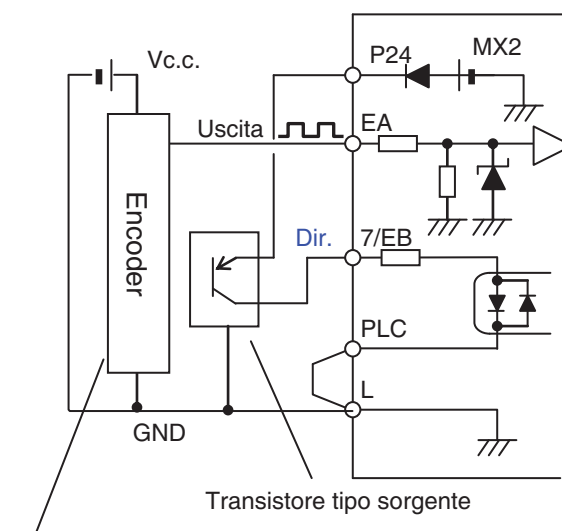 Vc.c.
P24
MX2
Uscita
EA
Encoder
Dir.
7/EB
PLC
L
GND
Transistore tipo sorgente